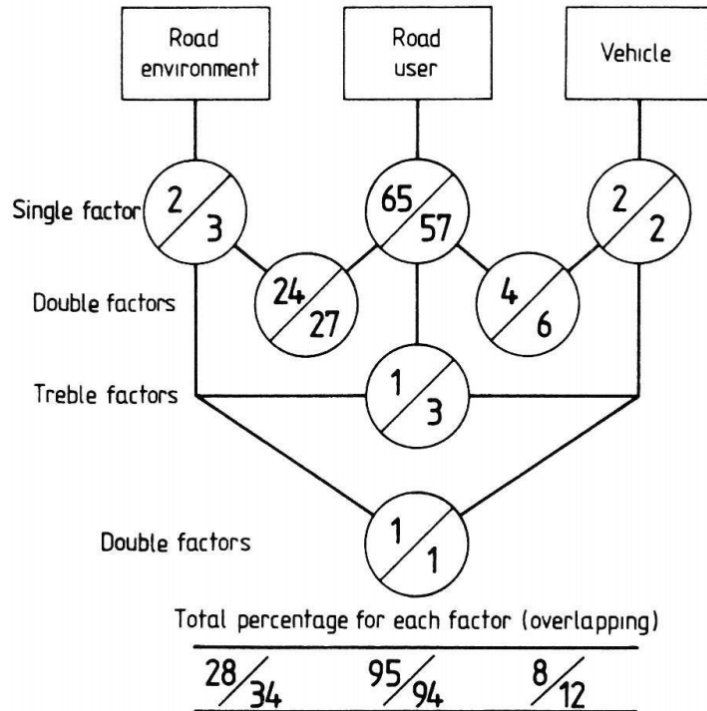 Road
environment
Road
user
Vehicle
Single factor
2/3
65/57
2/2
Double factors
24/27
4/6
Treble factors
1/3
Double factors
1/1
Total percentage for each factor (overlapping)
28/34
95/94
8/12